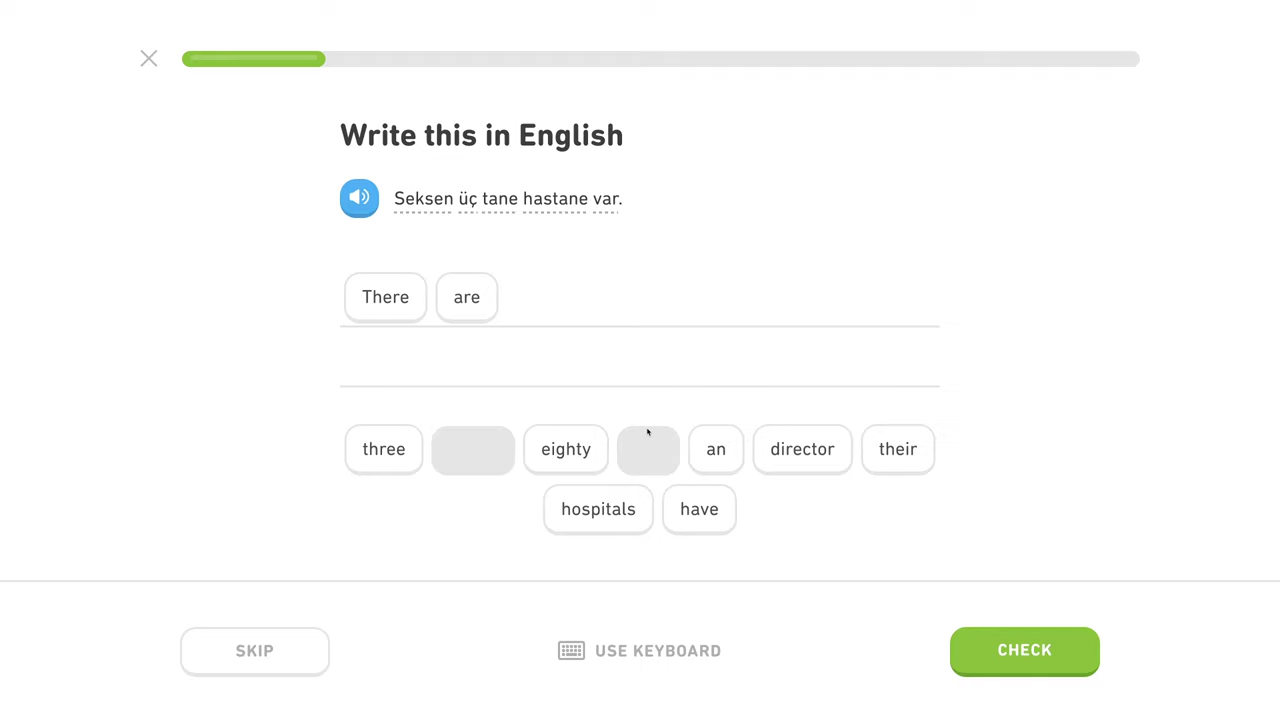 Write this in English
Seksen üç tane hastane var.
There are
three eighty an director their
hospitals have
SKIP USE KEYBOARD CHECK